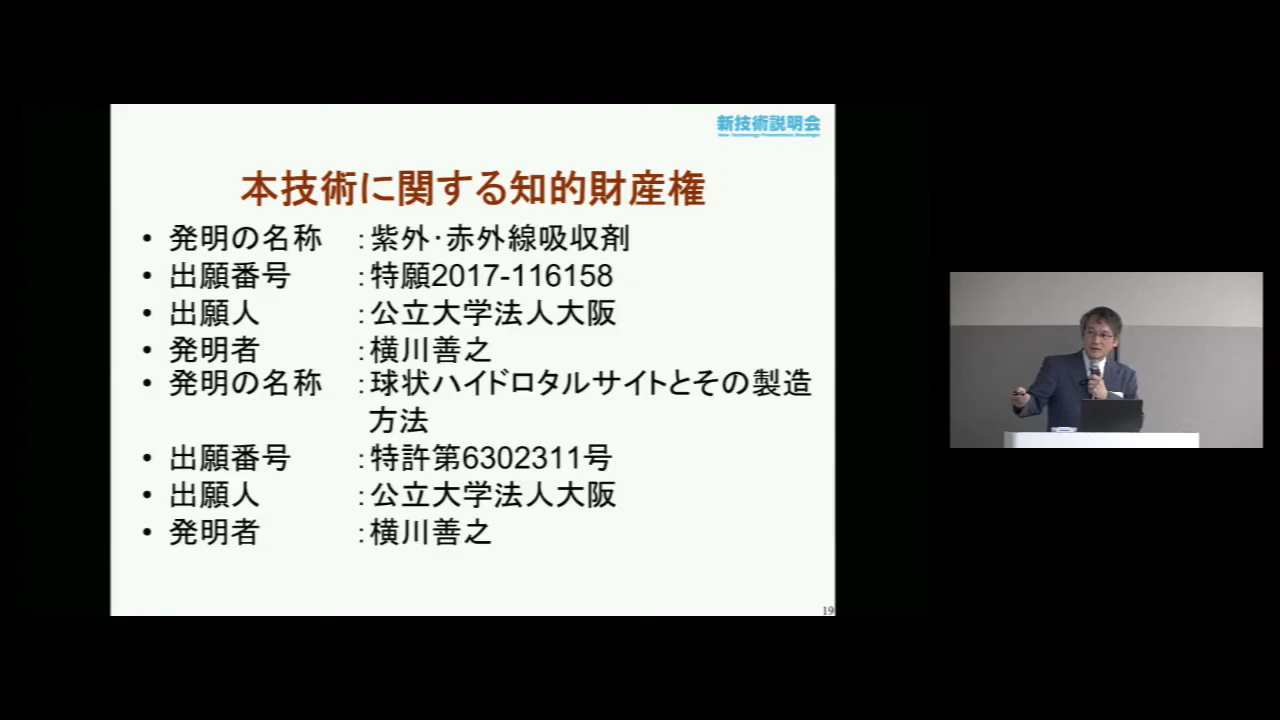 新技術説明会
New Technology Presentation Meetings!
本技術に関する知的財産権
• 発明の名称 :紫外･赤外線吸収剤
• 出願番号 :特願2017-116158
• 出願人 :公立大学法人大阪
• 発明者 :横川善之
• 発明の名称 :球状ハイドロタルサイトとその製造
方法
• 出願番号 :特許第6302311号
• 出願人 :公立大学法人大阪
• 発明者 :横川善之
19